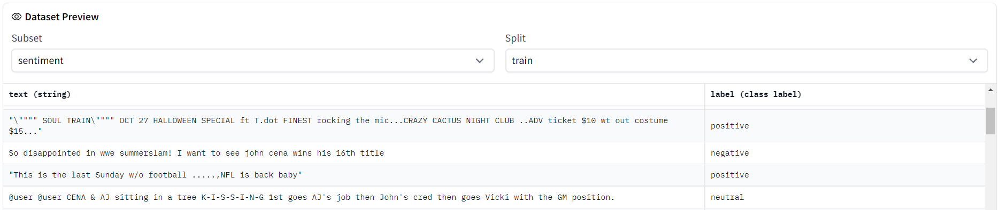 Dataset Preview
Subset
Split
sentiment
train
text (string)
label (class label)
"\"""" SOUL TRAIN\"""" OCT 27 HALLOWEEN SPECIAL ft T.dot FINEST rocking the mic...CRAZY CACTUS NIGHT CLUB ..ADV ticket $10 wt out costume
$15..."
positive
So disappointed in wwe summerslam! I want to see john cena wins his 16th title
negative
"This is the last Sunday w/o football .....,NFL is back baby"
positive
@user @user CENA & AJ sitting in a tree K-I-S-S-I-N-G 1st goes AJ's job then John's cred then goes Vicki with the GM position.
neutral